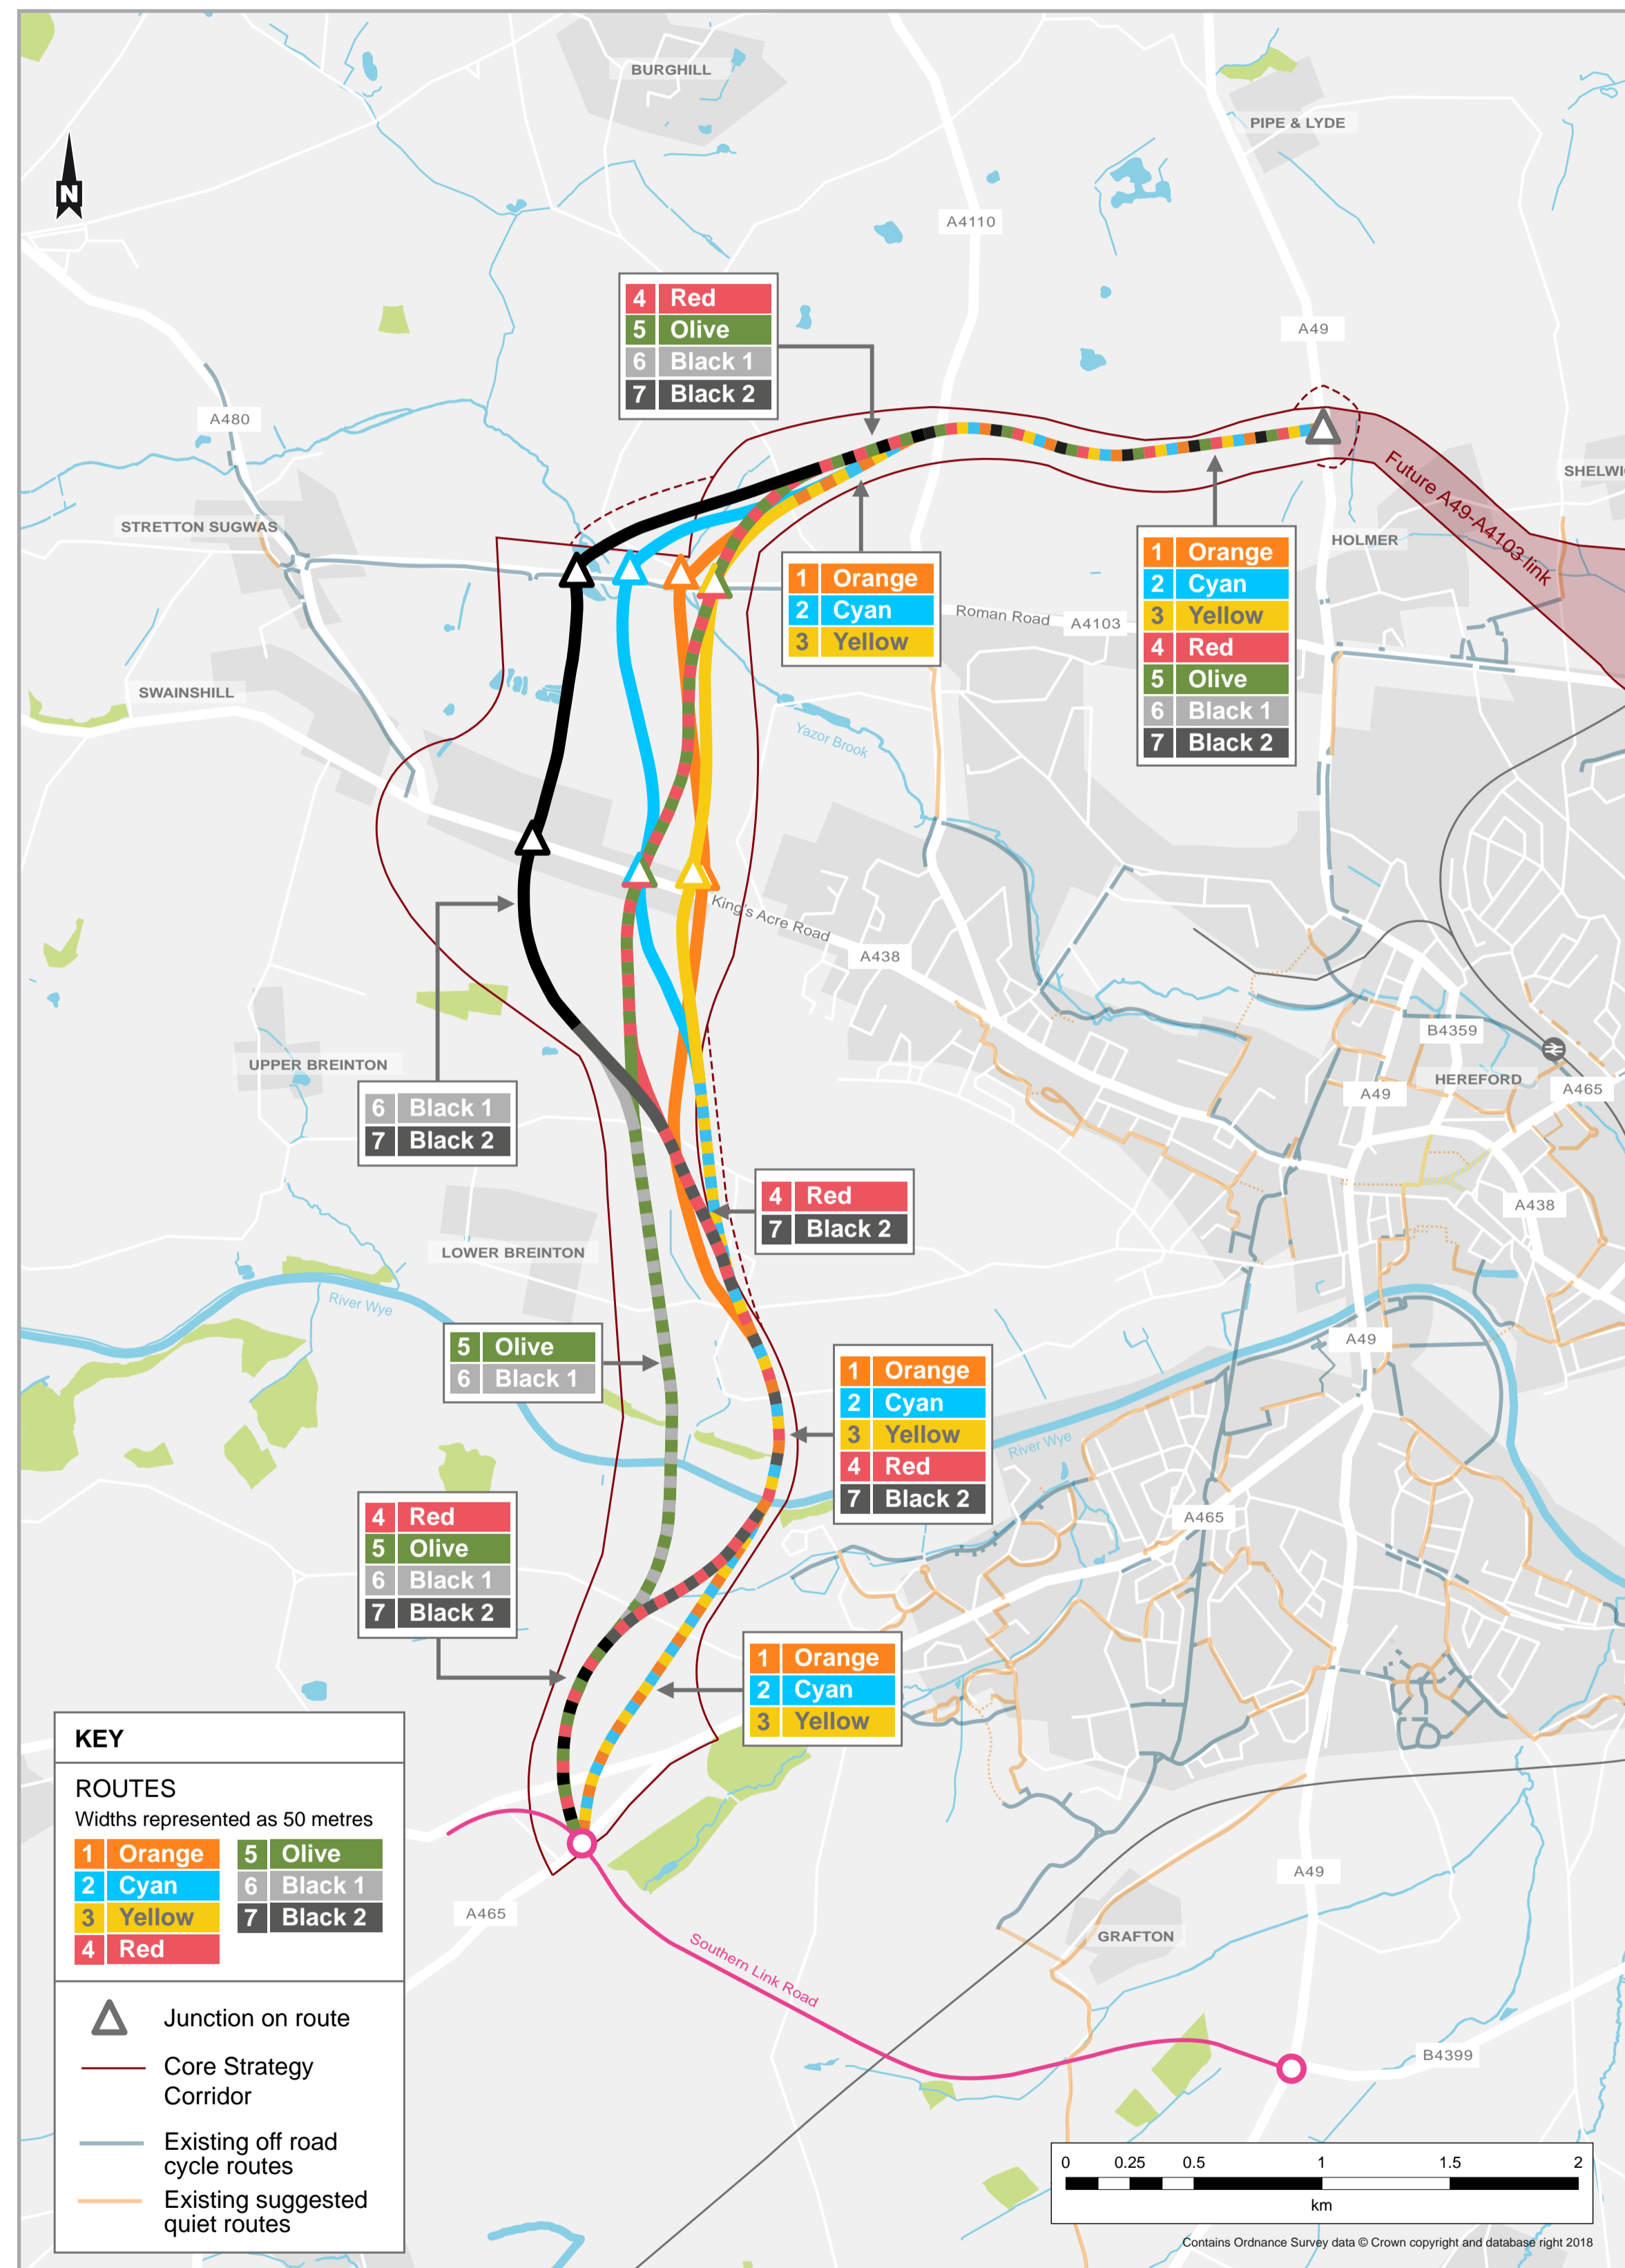 BURGHILL
PIPE & LYDE
N
A4110
A49
4 Red
5 Olive
6 Black 1
7 Black 2
A480
Future A49-A4103 link
SHELWI
STRETTON SUGWAS
HOLMER
1 Orange
2 Cyan
3 Yellow
1 Orange
2 Cyan
3 Yellow
4 Red
5 Olive
6 Black 1
7 Black 2
Roman Road
A4103
SWAINSHILL
Yazor Brook
King's Acre Road
A438
B4359
HEREFORD
A465
A49
UPPER BREINTON
6 Black 1
7 Black 2
4 Red
7 Black 2
A438
LOWER BREINTON
River Wye
A49
5 Olive
6 Black 1
1 Orange
2 Cyan
3 Yellow
4 Red
7 Black 2
River Wye
A465
4 Red
5 Olive
6 Black 1
7 Black 2
1 Orange
2 Cyan
3 Yellow
A465
A49
GRAFTON
Southern Link Road
B4399
KEY
ROUTES
Widths represented as 50 metres
1 Orange
2 Cyan
3 Yellow
4 Red
5 Olive
6 Black 1
7 Black 2
Junction on route
Core Strategy
Corridor
Existing off road
cycle routes
Existing suggested
quiet routes
0 0.25 0.5 1 1.5 2
km
Contains Ordnance Survey data © Crown copyright and database right 2018